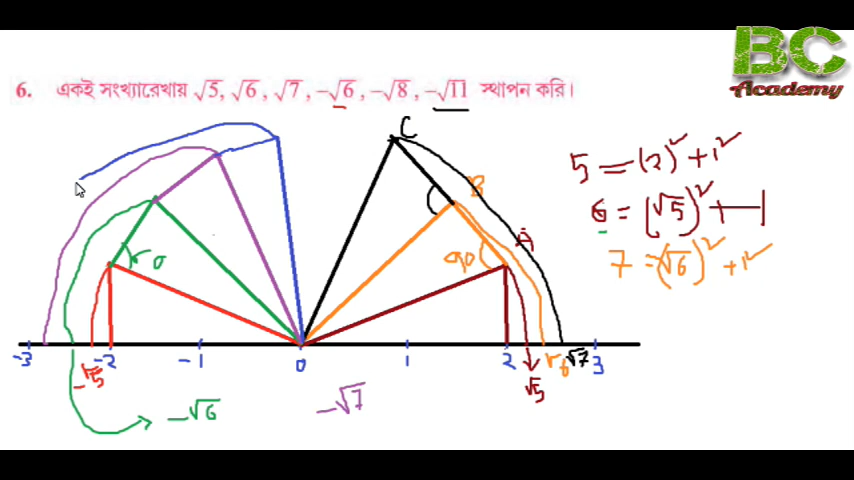 BC
Academy
6. একই সংখ্যারেখায় √5, √6, √7, −√6, −√8, −√11 স্থাপন করি।
C
5 = (2)² + 1²
B
6 = (√5)² + 1
A
90
7 = (√6)² + 1²
-3 -2 -1 0 1 2 3
-√5 √5 √6 √7
-√6 -√7